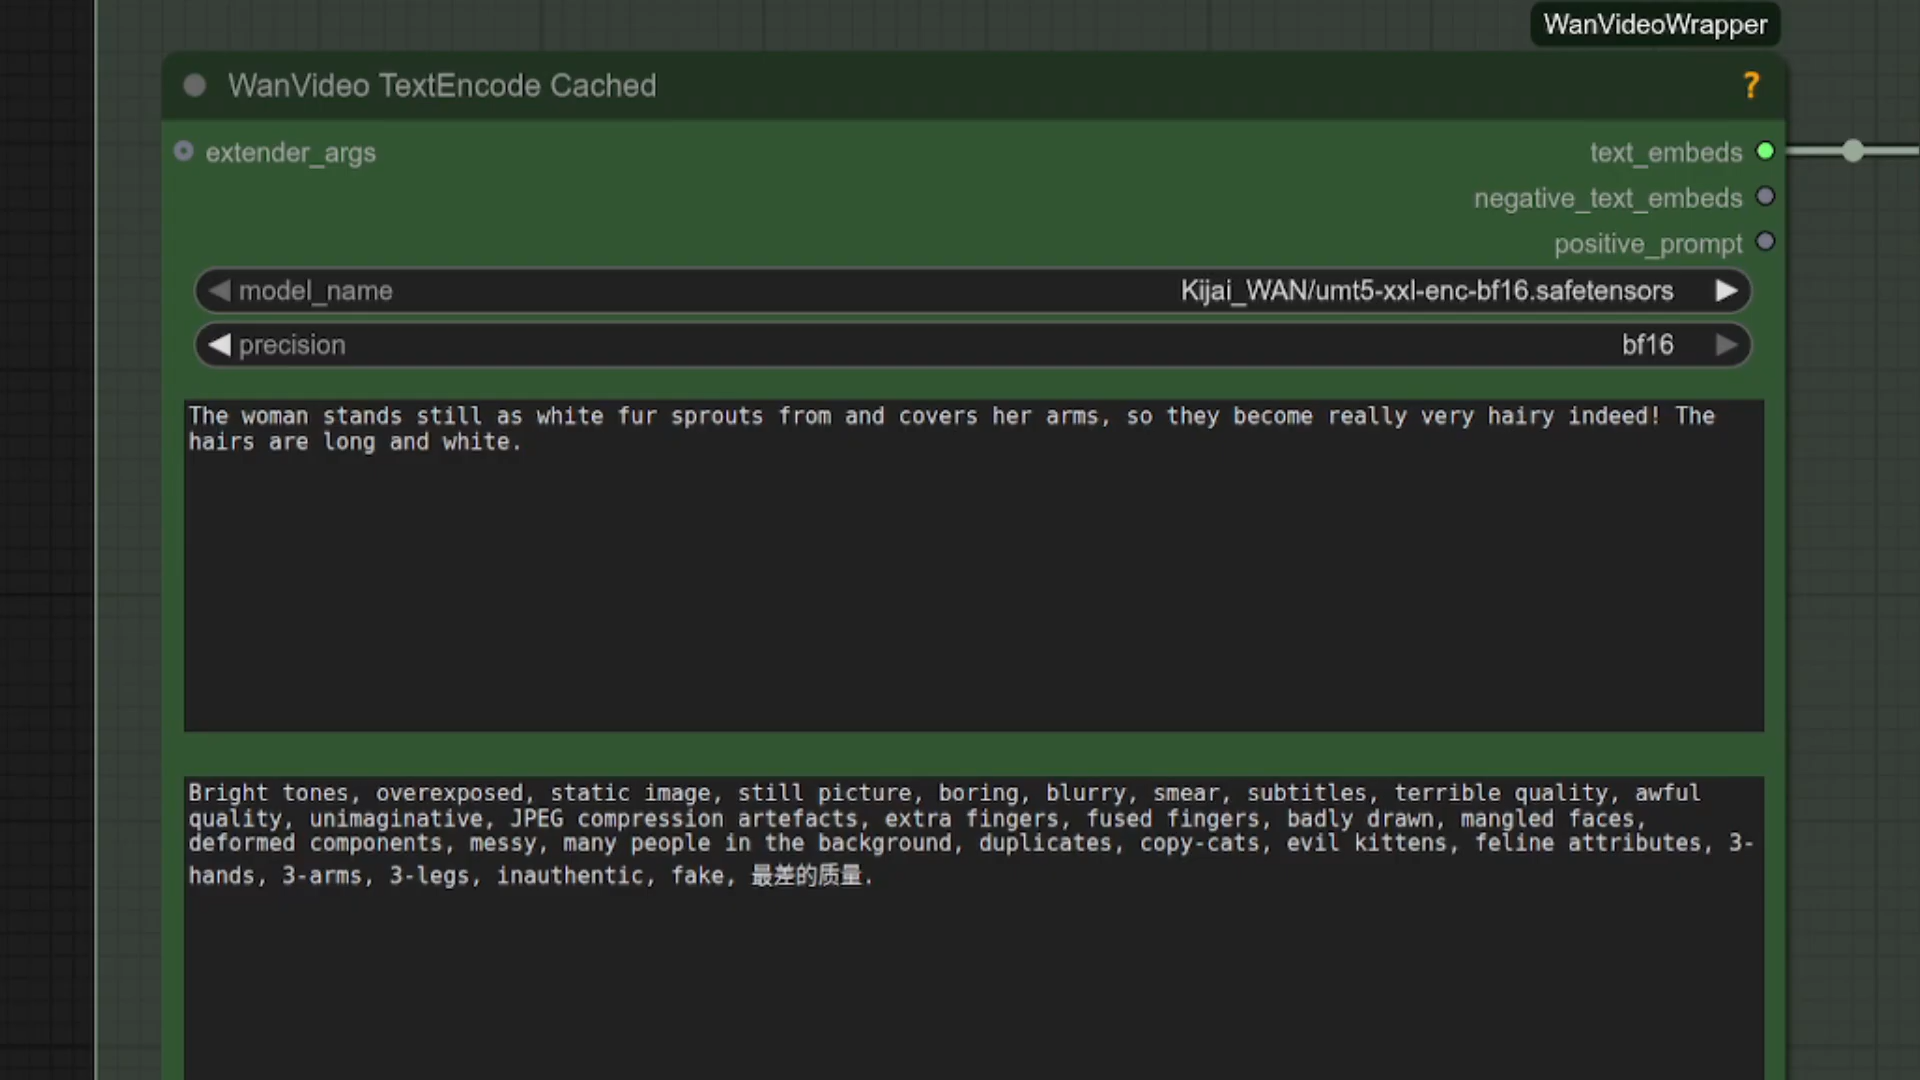 WanVideoWrapper
WanVideo TextEncode Cached
?
extender_args
text_embeds
negative_text_embeds
positive_prompt
model_name Kijai_WAN/umt5-xxl-enc-bf16.safetensors
precision bf16
The woman stands still as white fur sprouts from and covers her arms, so they become really very hairy indeed! The
hairs are long and white.
Bright tones, overexposed, static image, still picture, boring, blurry, smear, subtitles, terrible quality, awful
quality, unimaginative, JPEG compression artefacts, extra fingers, fused fingers, badly drawn, mangled faces,
deformed components, messy, many people in the background, duplicates, copy-cats, evil kittens, feline attributes, 3-
hands, 3-arms, 3-legs, inauthentic, fake, 最差的质量.